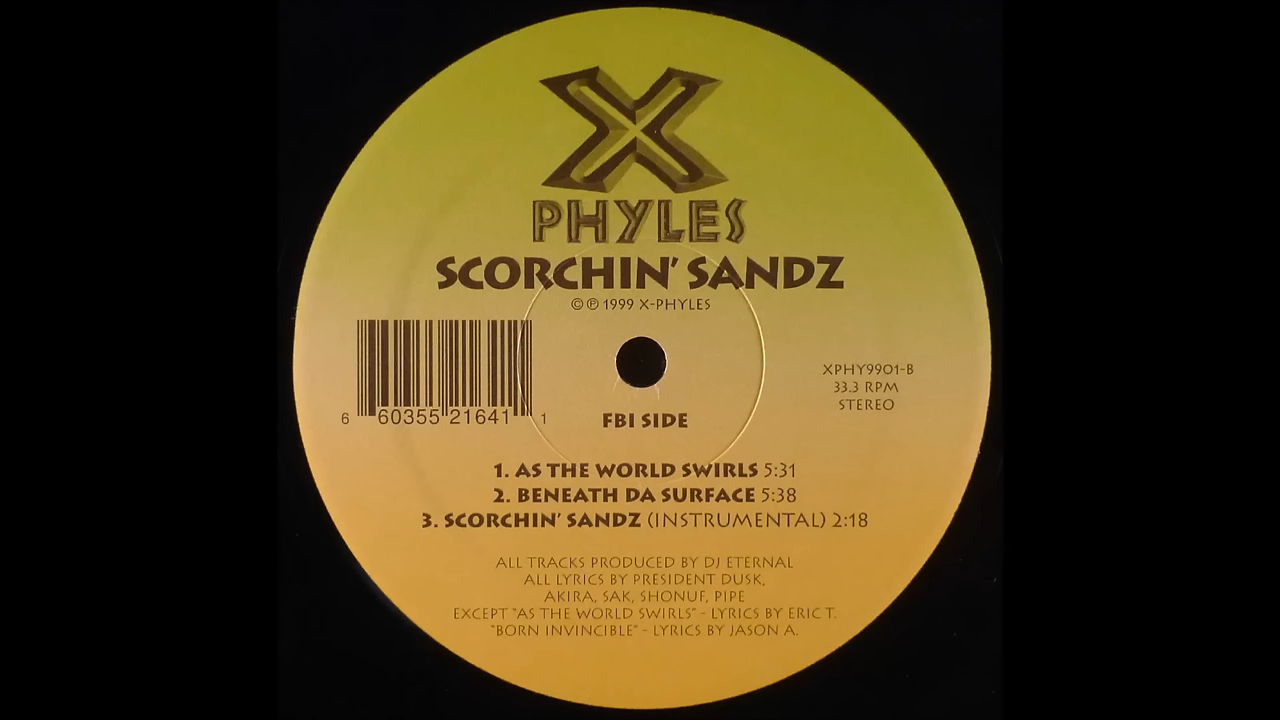 X
PHYLES
SCORCHIN' SANDZ
© ℗ 1999 X-PHYLES
6 60355 21641 1
XPHY9901-B
33.3 RPM
STEREO
FBI SIDE
1. AS THE WORLD SWIRLS 5:31
2. BENEATH DA SURFACE 5:38
3. SCORCHIN' SANDZ (INSTRUMENTAL) 2:18
ALL TRACKS PRODUCED BY DJ ETERNAL
ALL LYRICS BY PRESIDENT DUSK,
AKIRA, SAK, SHONUF, PIPE
EXCEPT "AS THE WORLD SWIRLS" - LYRICS BY ERIC T.
"BORN INVINCIBLE" - LYRICS BY JASON A.